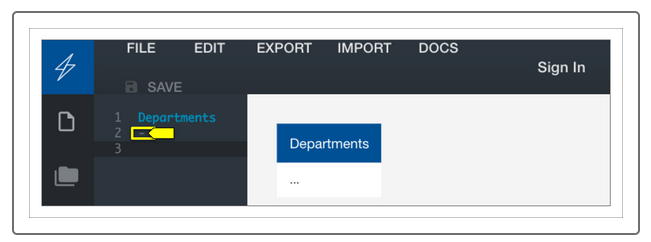 FILE EDIT EXPORT IMPORT DOCS
Sign In
SAVE
1 Departments
2 -
3
Departments
...